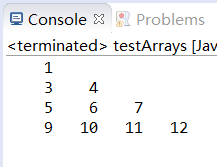 Console Problems
<terminated> testArrays [Jav
1
3 4
5 6 7
9 10 11 12